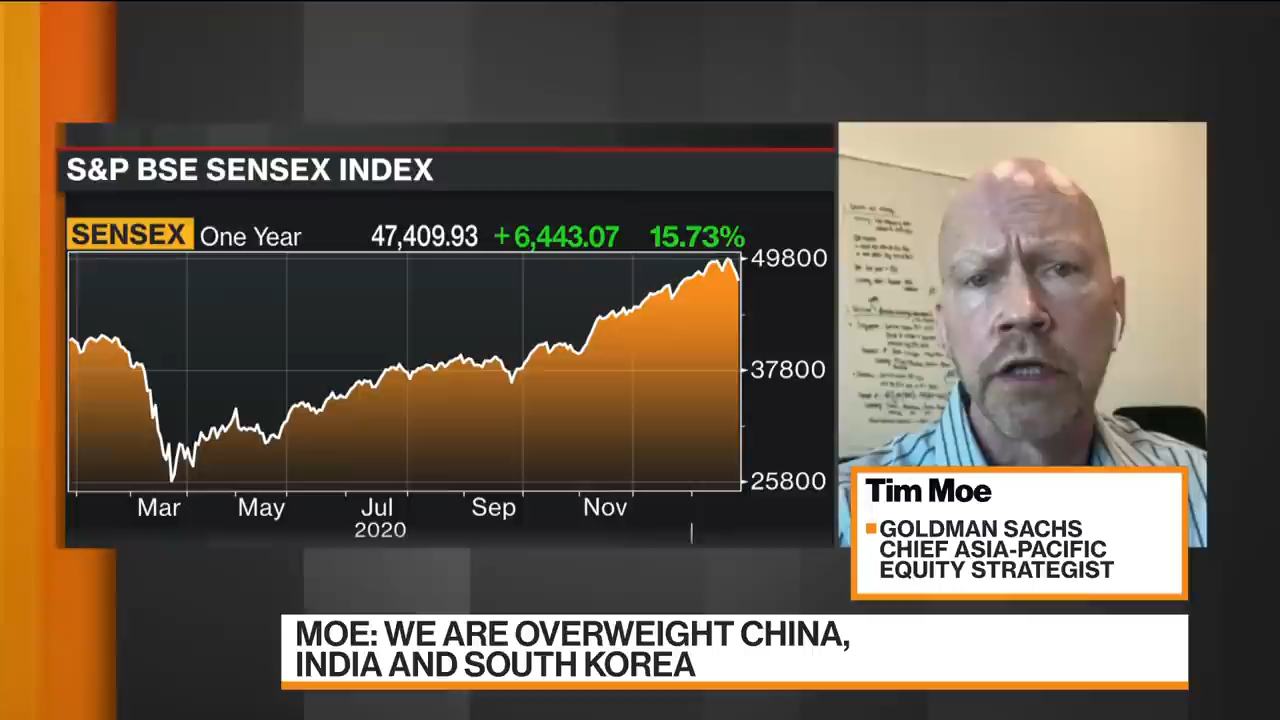 S&P BSE SENSEX INDEX
SENSEX One Year 47,409.93 +6,443.07 15.73%
49800
37800
25800
Mar May Jul Sep Nov
2020
Tim Moe
GOLDMAN SACHS
CHIEF ASIA-PACIFIC
EQUITY STRATEGIST
MOE: WE ARE OVERWEIGHT CHINA,
INDIA AND SOUTH KOREA